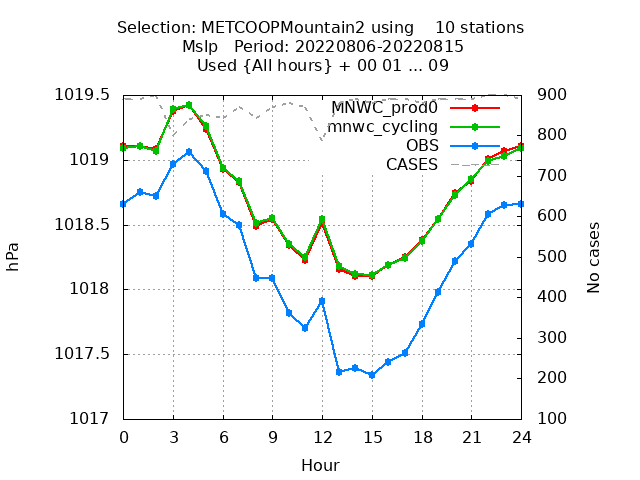 Selection: METCOOPMountain2 using    10 stations
Mslp   Period: 20220806-20220815
Used {All hours} + 00 01 ... 09
MNWC_prod0
mnwc_cycling
OBS
CASES
hPa
1019.5
1019
1018.5
1018
1017.5
1017
900
800
700
600
500
400
300
200
100
No cases
0 3 6 9 12 15 18 21 24
Hour